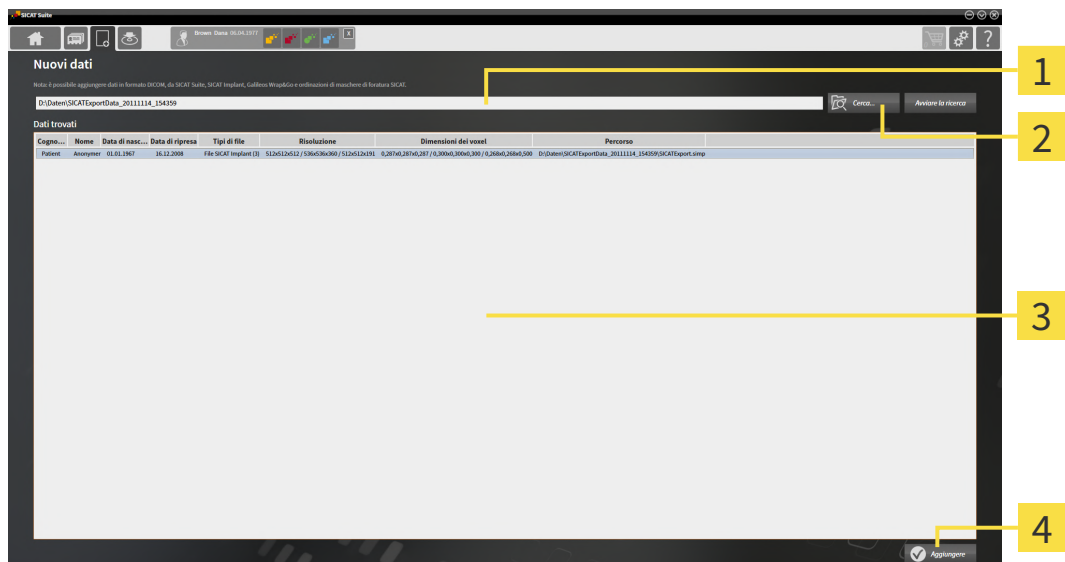 SICAT Suite
Brown Dana 06.04.1977
x
?
Nuovi dati
1
Nota: è possibile aggiungere dati in formato DICOM, da SICAT Suite, SICAT Implant, Galileos Wrap&Go e ordinazioni di maschere di foratura SICAT.
D:\Daten\SICATExportData_20111114_154359
Cerca...
Avviare la ricerca
2
Dati trovati
Cogno... Nome Data di nasc... Data di ripresa Tipi di file Risoluzione Dimensioni dei voxel Percorso
Patient Anonymer 01.01.1967 16.12.2008 File SICAT Implant (3) 512x512x512 / 536x536x360 / 512x512x191 0,287x0,287x0,287 / 0,300x0,300x0,300 / 0,268x0,268x0,500 D:\Daten\SICATExportData_20111114_154359\SICATExport.simp
3
4
Aggiungere